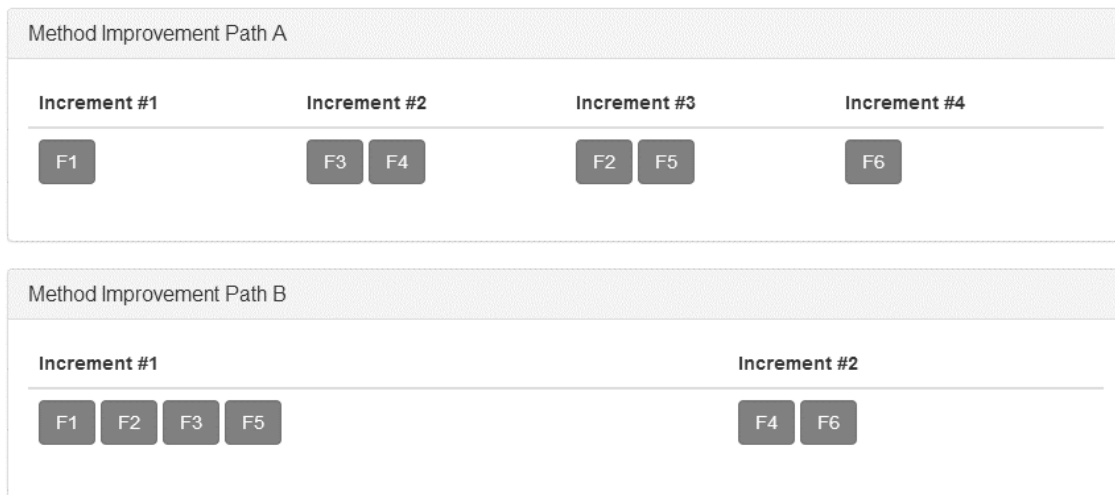 Method Improvement Path A
Increment #1 Increment #2 Increment #3 Increment #4
F1 F3 F4 F2 F5 F6
Method Improvement Path B
Increment #1 Increment #2
F1 F2 F3 F5 F4 F6